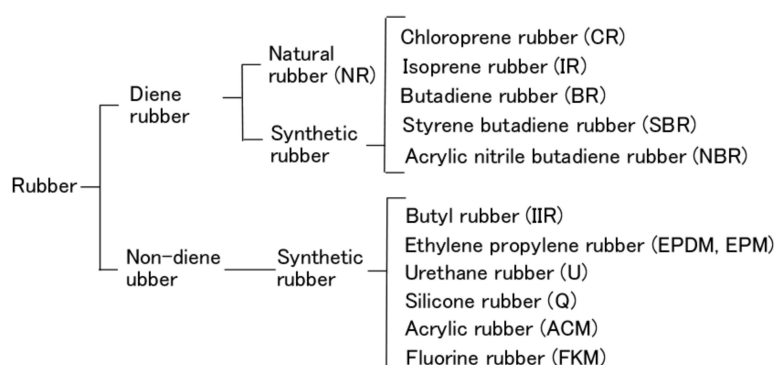 Rubber
Diene
rubber
Natural
rubber (NR)
Synthetic
rubber
Chloroprene rubber (CR)
Isoprene rubber (IR)
Butadiene rubber (BR)
Styrene butadiene rubber (SBR)
Acrylic nitrile butadiene rubber (NBR)
Non-diene
ubber
Synthetic
rubber
Butyl rubber (IIR)
Ethylene propylene rubber (EPDM, EPM)
Urethane rubber (U)
Silicone rubber (Q)
Acrylic rubber (ACM)
Fluorine rubber (FKM)